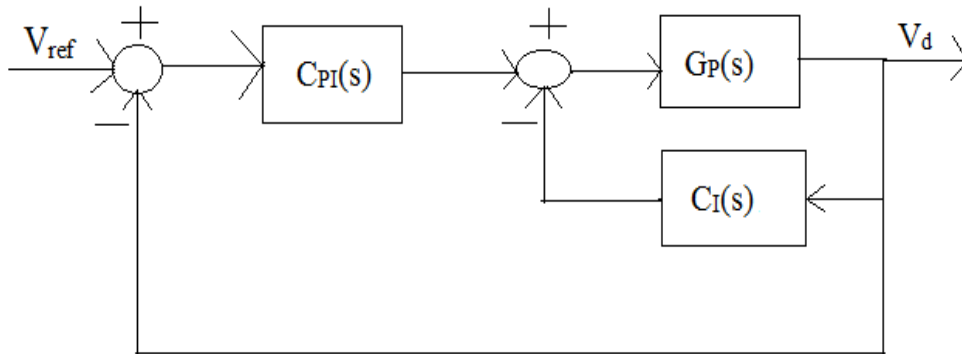 +
+
V_ref
C_PI(s)
G_P(s)
V_d
−
−
C_I(s)